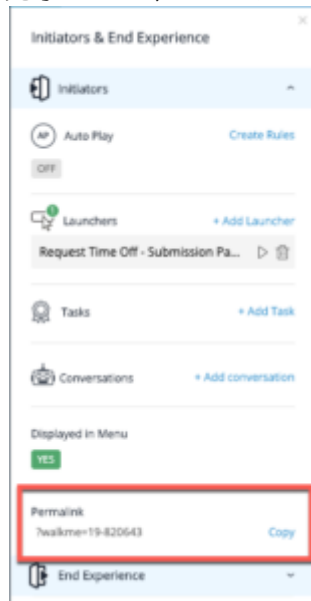 ×
Initiators & End Experience
Initiators
AP Auto Play Create Rules
OFF
1
Launchers + Add Launcher
Request Time Off - Submission Pa...
Tasks + Add Task
Conversations + Add conversation
Displayed in Menu
YES
Permalink
?walkme=19-820643 Copy
End Experience